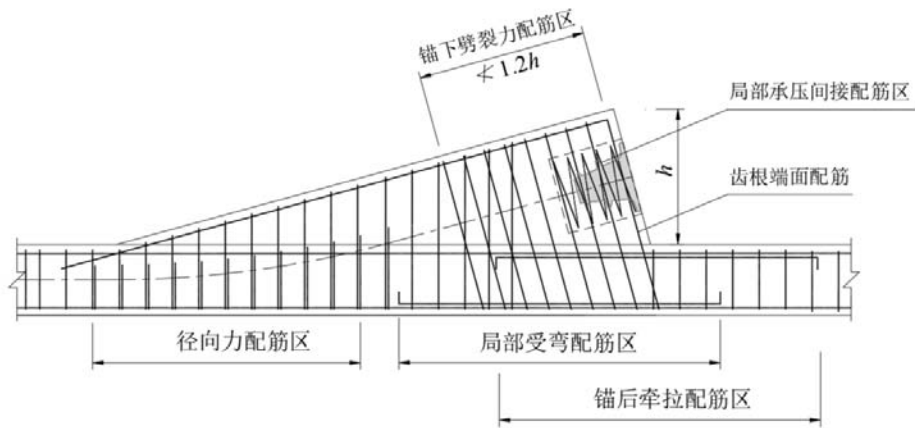 锚下劈裂力配筋区
≮1.2h
局部承压间接配筋区
h
齿根端面配筋
径向力配筋区
局部受弯配筋区
锚后牵拉配筋区